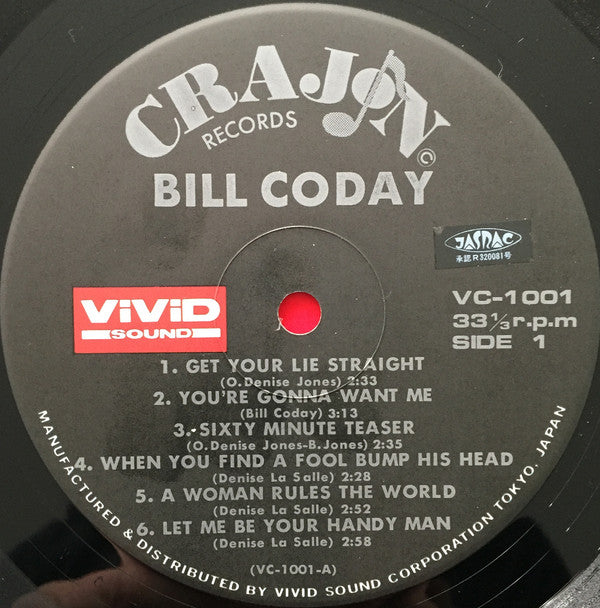 CRAJON
RECORDS
©
BILL CODAY
JASRAC
承認R320081号
ViViD
SOUND
VC-1001
33 1/3 r.p.m
SIDE 1
1. GET YOUR LIE STRAIGHT
(O.Denise Jones) 2:33
2. YOU'RE GONNA WANT ME
(Bill Coday) 3:13
3. SIXTY MINUTE TEASER
(O.Denise Jones-B.Jones) 2:35
4. WHEN YOU FIND A FOOL BUMP HIS HEAD
(Denise La Salle) 2:28
5. A WOMAN RULES THE WORLD
(Denise La Salle) 2:52
6. LET ME BE YOUR HANDY MAN
(Denise La Salle) 2:58
(VC-1001-A)
MANUFACTURED & DISTRIBUTED BY VIVID SOUND CORPORATION TOKYO, JAPAN